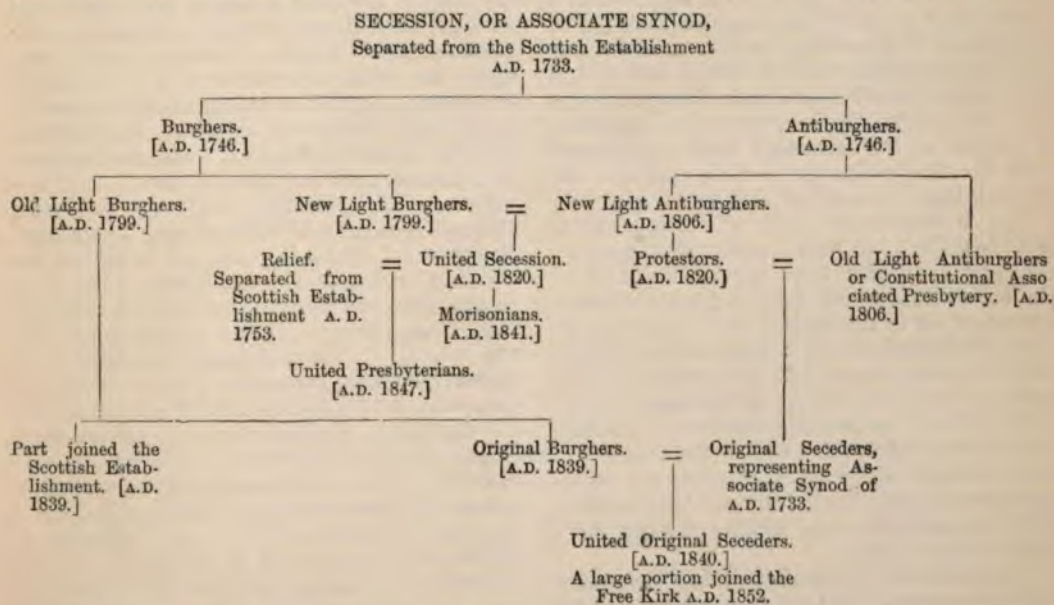 SECESSION, OR ASSOCIATE SYNOD,
Separated from the Scottish Establishment
A.D. 1733.
Burghers.
[A.D. 1746.]
Antiburghers.
[A.D. 1746.]
Old Light Burghers.
[A.D. 1799.]
New Light Burghers.
[A.D. 1799.]
=
New Light Antiburghers.
[A.D. 1806.]
Relief.
Separated from
Scottish Estab-
lishment A. D.
1753.
=
United Secession.
[A.D. 1820.]
Morisonians.
[A.D. 1841.]
Protestors.
[A.D. 1820.]
=
Old Light Antiburghers
or Constitutional Asso
ciated Presbytery. [A.D.
1806.]
United Presbyterians.
[A.D. 1847.]
Part joined the
Scottish Estab-
lishment. [A.D.
1839.]
Original Burghers.
[A.D. 1839.]
=
Original Seceders,
representing As-
sociate Synod of
A.D. 1733.
United Original Seceders.
[A.D. 1840.]
A large portion joined the
Free Kirk A.D. 1852.